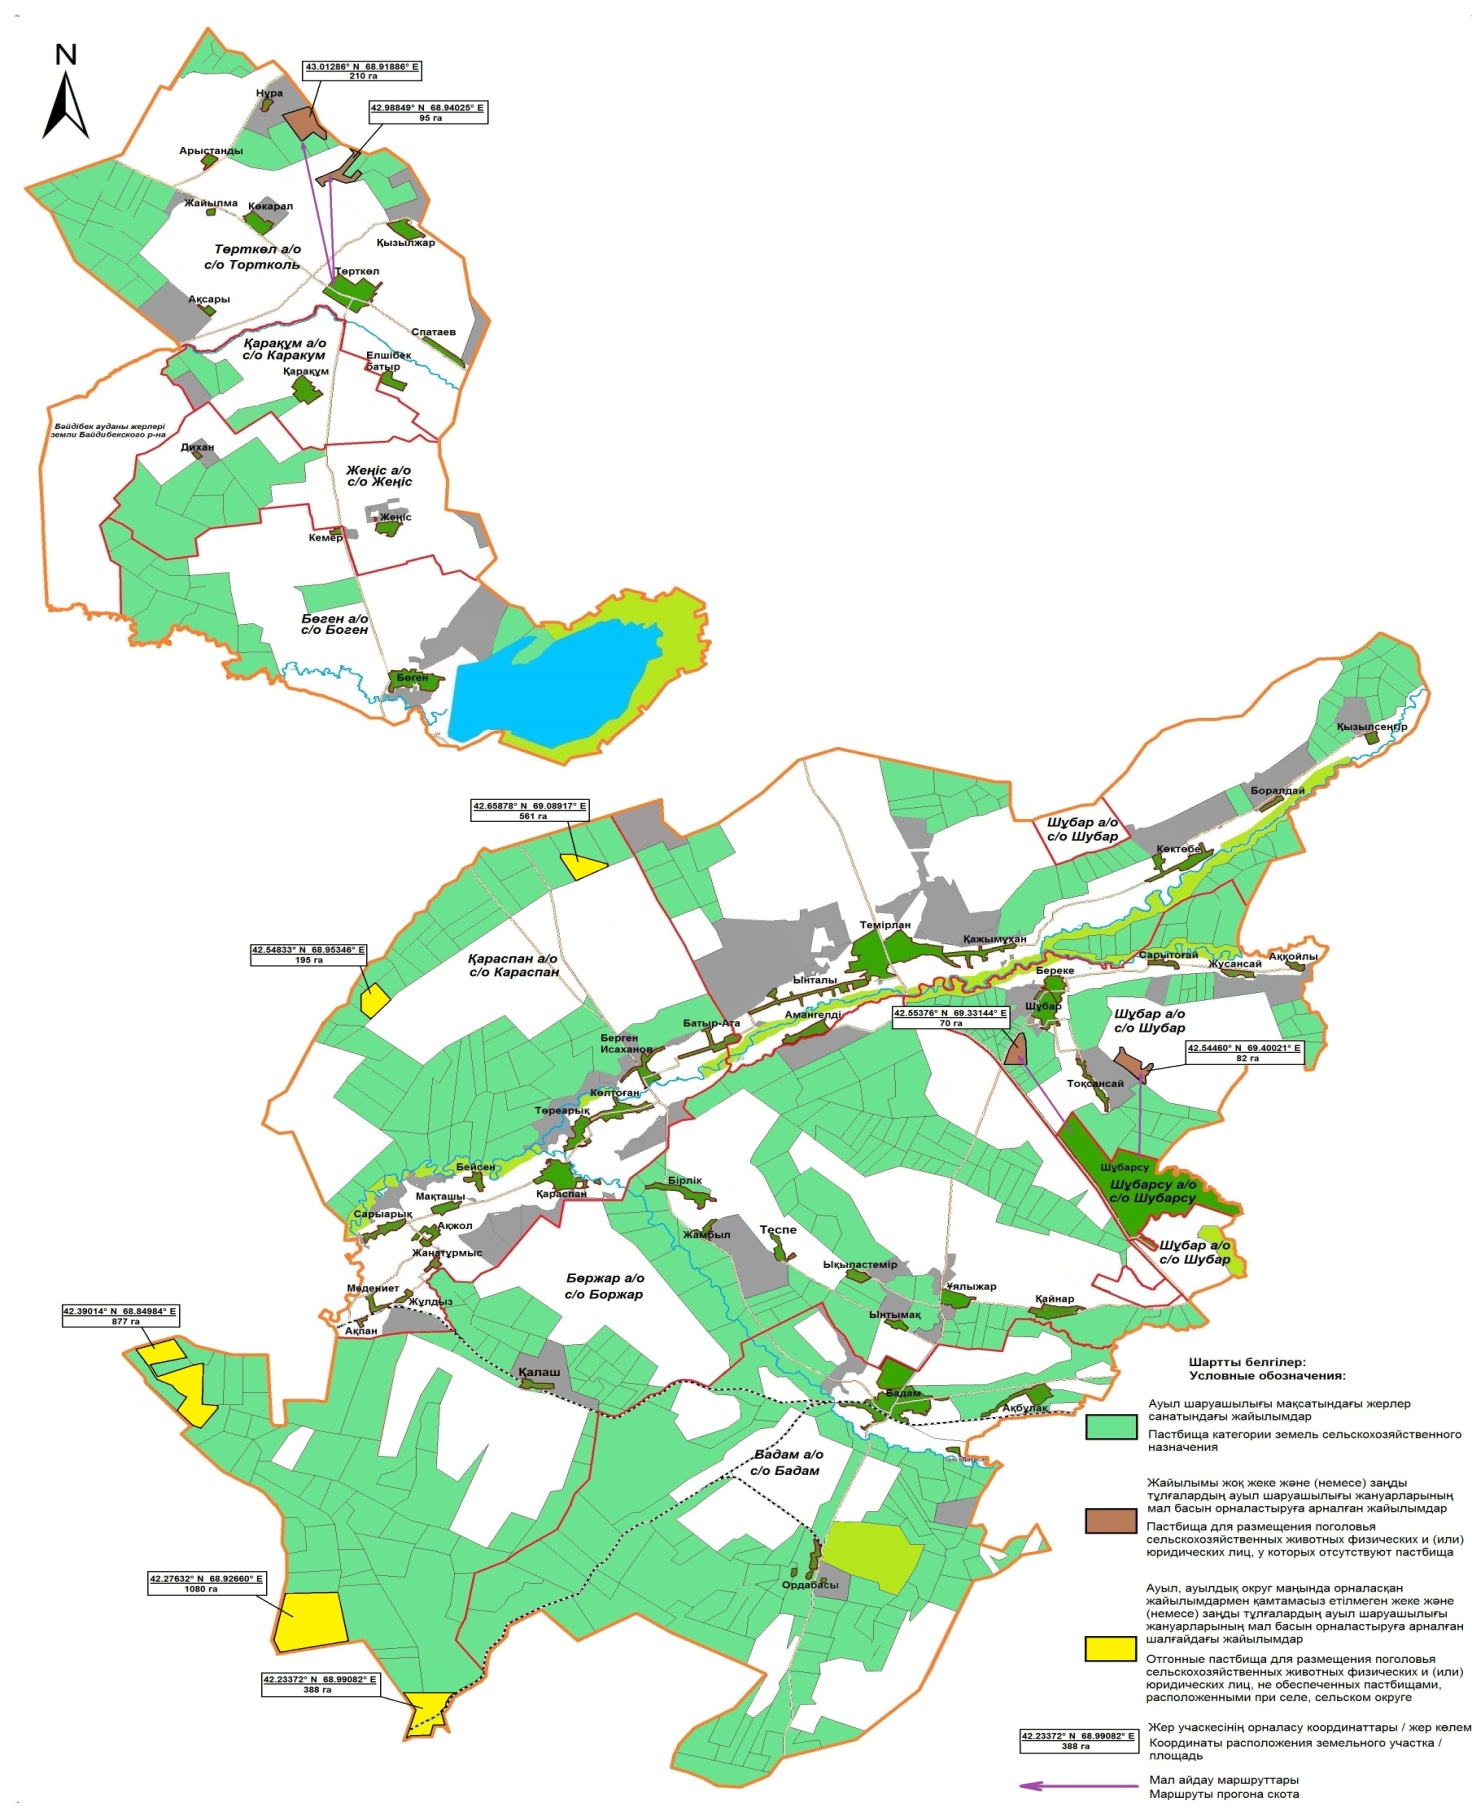 N
43.01286° N 68.91886° E
210 га
42.98849° N 68.94025° E
95 га
Нұра
Арыстанды
Жайылма
Көкарал
Қызылжар
Төрткөл а/о
с/о Тортколь
Төрткөл
Ақсары
Спатаев
Қарақұм а/о
с/о Каракум
Қарақұм
Елшібек
батыр
Бәйдібек ауданы жерлері
земли Байдибекского р-на
Дихан
Жеңіс а/о
с/о Жеңіс
Жеңіс
Кемер
Бөген а/о
с/о Боген
Бөген
Қызылсеңгір
Боралдай
42.65878° N 69.08917° E
561 га
Шұбар а/о
с/о Шубар
Көктөбе
42.54833° N 68.95346° E
195 га
Қараспан а/о
с/о Караспан
Темірлан
Қажымұхан
Сарытоғай
Жусансай
Аққойлы
Ынталы
Береке
Шұбар
Амангелді
42.55376° N 69.33144° E
70 га
Шұбар а/о
с/о Шубар
Батыр-Ата
Берген
Исаханов
42.54460° N 69.40021° E
82 га
Тоқсансай
Көлтоған
Төреарық
Бейсен
Мақташы
Қараспан
Бірлік
Шұбарсу
Шұбарсу а/о
с/о Шубарсу
Сарыарық
Ақжол
Жаңатұрмыс
Жамбыл
Теспе
Шұбар а/о
с/о Шубар
Ықыластемір
Ұялыжар
Қайнар
Бөржар а/о
с/о Боржар
Мәдениет
Жұлдыз
Ақпан
Ынтымақ
42.39014° N 68.84984° E
877 га
Қалаш
Бадам
Ақбұлақ
Вадам а/о
с/о Бадам
Ордабасы
42.27632° N 68.92660° E
1080 га
42.23372° N 68.99082° E
388 га
Шартты белгілер:
Условные обозначения:
Ауыл шаруашылығы мақсатындағы жерлер
санатындағы жайылымдар
Пастбища категории земель сельскохозяйственного
назначения
Жайылымы жоқ жеке және (немесе) заңды
тұлғалардың ауыл шаруашылығы жануарларының
мал басын орналастыруға арналған жайылымдар
Пастбища для размещения поголовья
сельскохозяйственных животных физических и (или)
юридических лиц, у которых отсутствуют пастбища
Ауыл, ауылдық округ маңында орналасқан
жайылымдармен қамтамасыз етілмеген жеке және
(немесе) заңды тұлғалардың ауыл шаруашылығы
жануарларының мал басын орналастыруға арналған
шалғайдағы жайылымдар
Отгонные пастбища для размещения поголовья
сельскохозяйственных животных физических и (или)
юридических лиц, не обеспеченных пастбищами,
расположенными при селе, сельском округе
42.23372° N 68.99082° E
388 га
Жер учаскесінің орналасу координаттары / жер көлем
Координаты расположения земельного участка /
площадь
Мал айдау маршруттары
Маршруты прогона скота